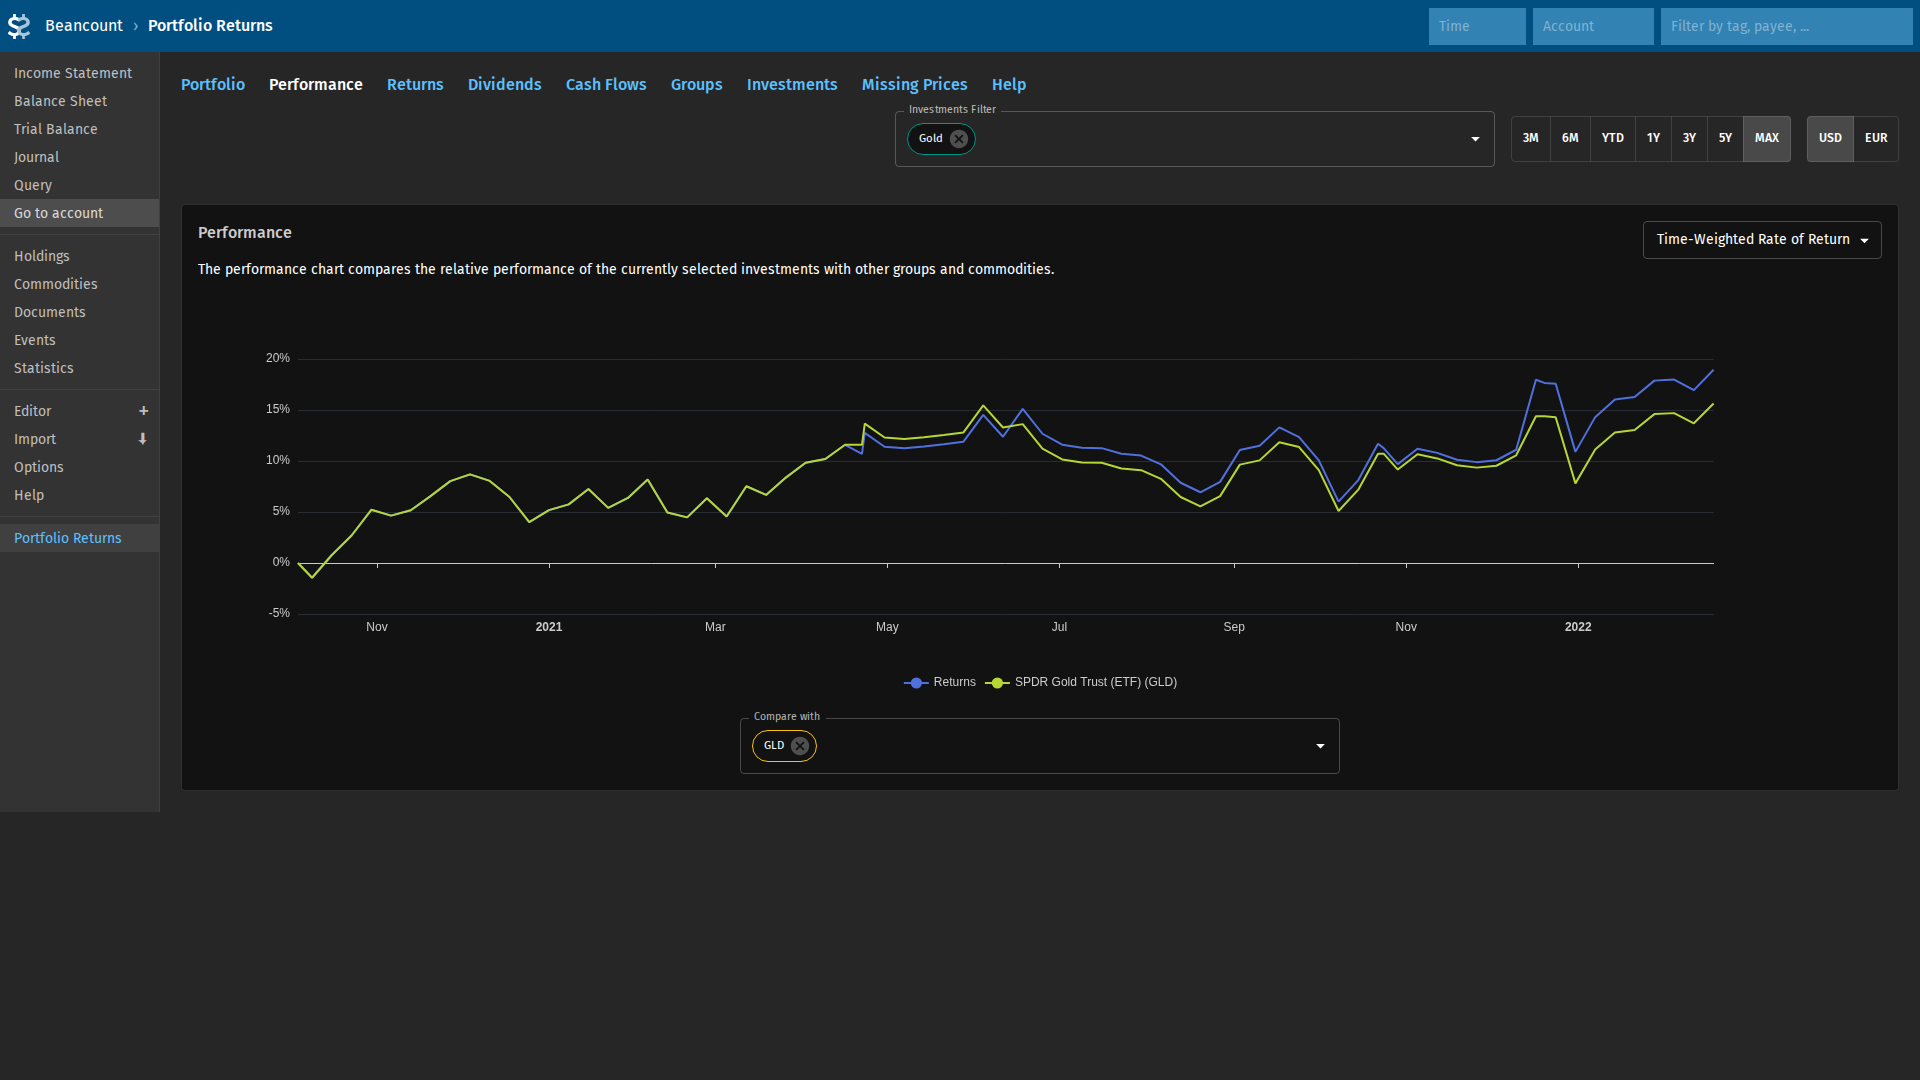 Beancount › Portfolio Returns
Time
Account
Filter by tag, payee, ...
Income Statement
Balance Sheet
Trial Balance
Journal
Query
Go to account
Holdings
Commodities
Documents
Events
Statistics
Editor +
Import
Options
Help
Portfolio Returns
Portfolio Performance Returns Dividends Cash Flows Groups Investments Missing Prices Help
Investments Filter
Gold
3M 6M YTD 1Y 3Y 5Y MAX USD EUR
Performance
Time-Weighted Rate of Return
The performance chart compares the relative performance of the currently selected investments with other groups and commodities.
20%
15%
10%
5%
0%
-5%
Nov 2021 Mar May Jul Sep Nov 2022
Returns SPDR Gold Trust (ETF) (GLD)
Compare with
GLD